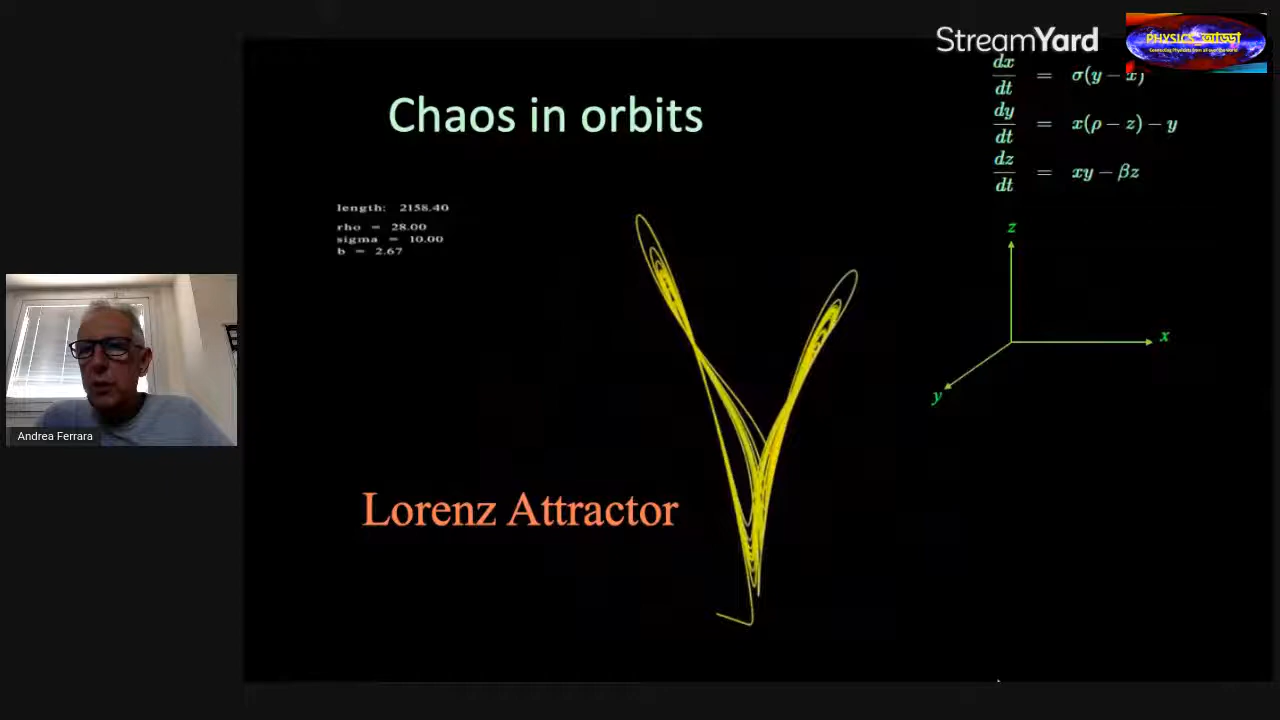 StreamYard
PHYSICS_আড্ডা
Chaos in orbits
dx/dt = σ(y − x)
dy/dt = x(ρ − z) − y
dz/dt = xy − βz
length: 2158.40
rho = 28.00
sigma = 10.00
b = 2.67
z
x
y
Andrea Ferrara
Lorenz Attractor